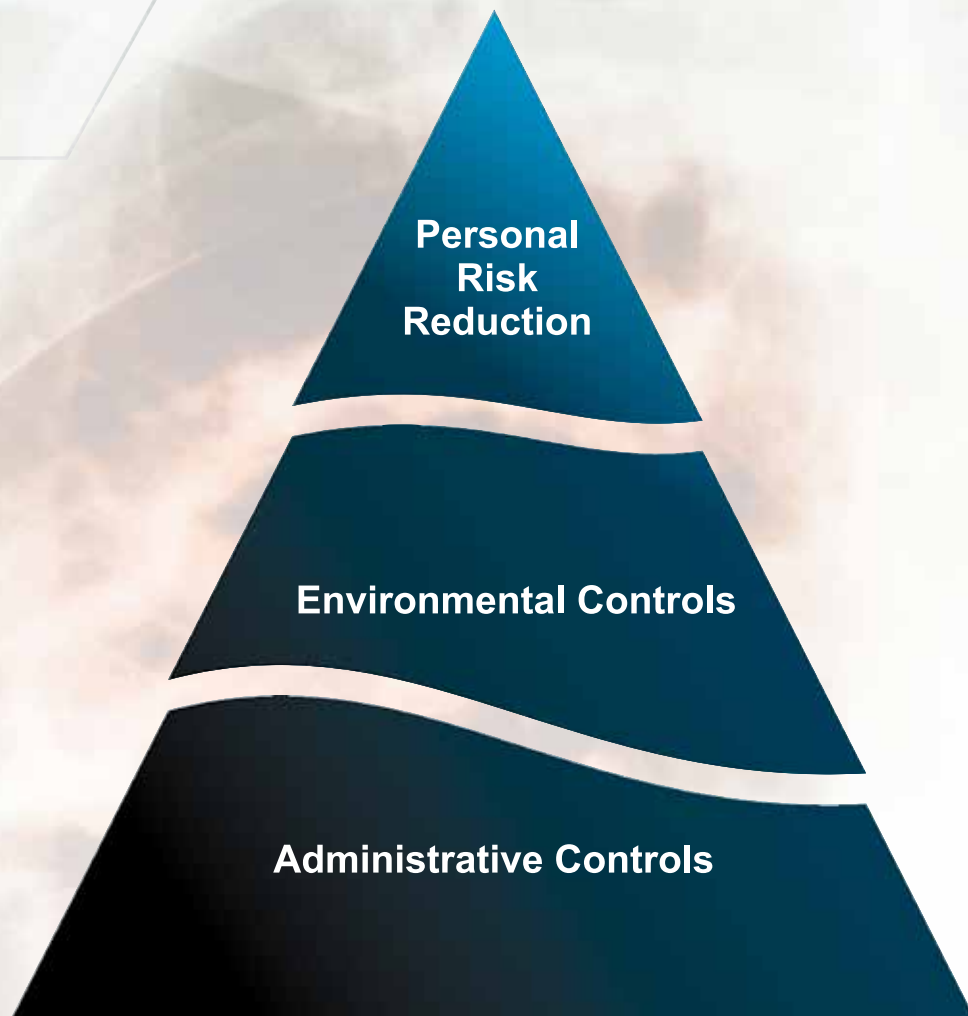 Personal
Risk
Reduction
Environmental Controls
Administrative Controls